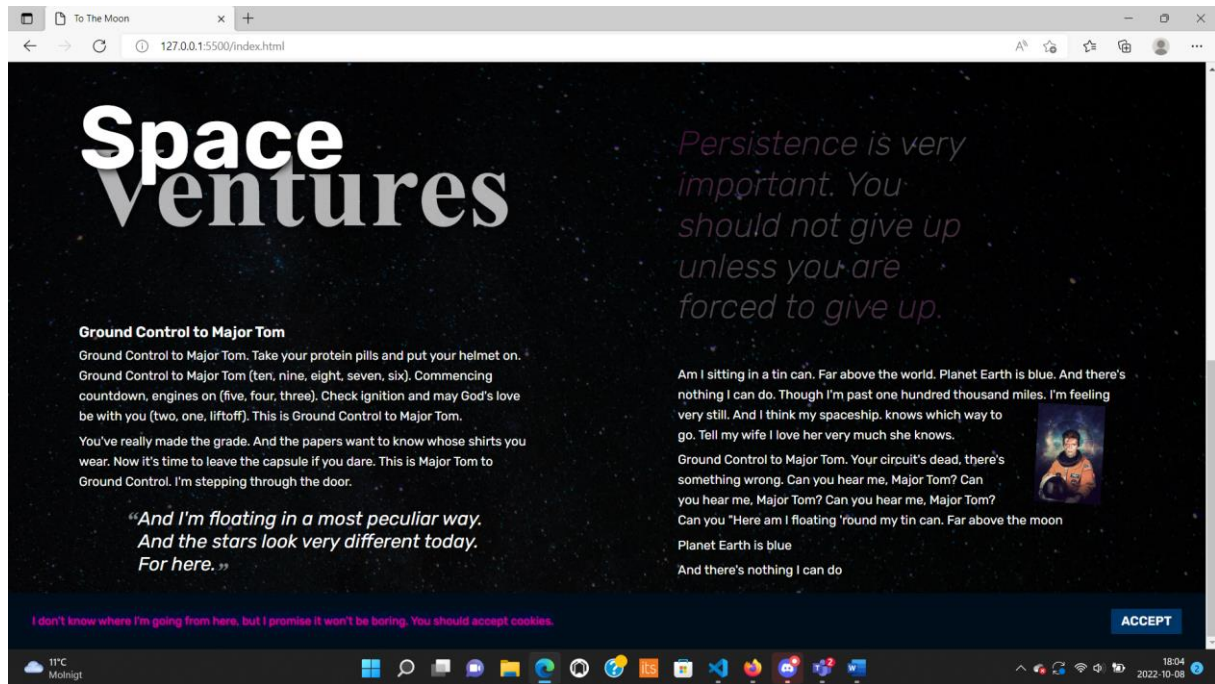 To The Moon
127.0.0.1:5500/index.html
Space
Ventures
Ground Control to Major Tom
Ground Control to Major Tom. Take your protein pills and put your helmet on.
Ground Control to Major Tom (ten, nine, eight, seven, six). Commencing
countdown, engines on (five, four, three). Check ignition and may God's love
be with you (two, one, liftoff). This is Ground Control to Major Tom.
You've really made the grade. And the papers want to know whose shirts you
wear. Now it's time to leave the capsule if you dare. This is Major Tom to
Ground Control. I'm stepping through the door.
“And I'm floating in a most peculiar way.
And the stars look very different today.
For here.”
Persistence is very
important. You
should not give up
unless you are
forced to give up.
Am I sitting in a tin can. Far above the world. Planet Earth is blue. And there's
nothing I can do. Though I'm past one hundred thousand miles. I'm feeling
very still. And I think my spaceship. knows which way to
go. Tell my wife I love her very much she knows.
Ground Control to Major Tom. Your circuit's dead, there's
something wrong. Can you hear me, Major Tom? Can
you hear me, Major Tom? Can you hear me, Major Tom?
Can you "Here am I floating 'round my tin can. Far above the moon
Planet Earth is blue
And there's nothing I can do
I don't know where I'm going from here, but I promise it won't be boring. You should accept cookies.
ACCEPT
11°C
Molnigt
its
18:04
2022-10-08
2